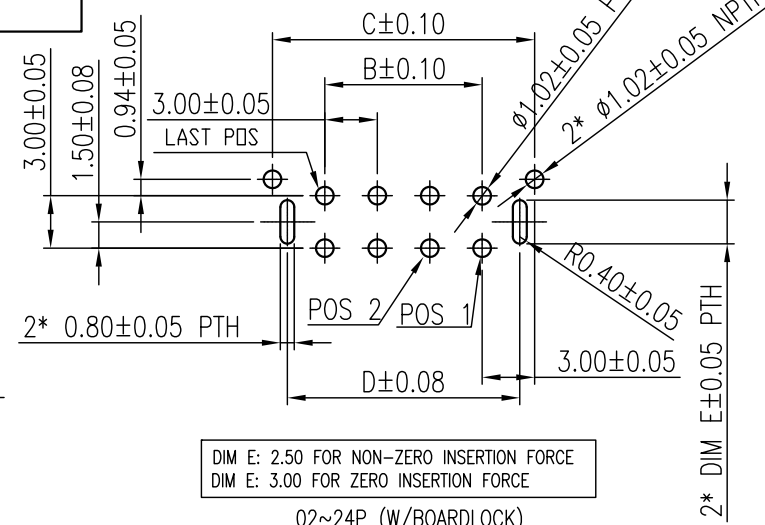 C±0.10
B±0.10
3.00±0.05
1.50±0.08
0.94±0.05
3.00±0.05
LAST POS
ø1.02±0.05
2* ø1.02±0.05
POS 2
POS 1
R0.40±0.05
2* 0.80±0.05 PTH
3.00±0.05
D±0.08
2* DIM E±0.05 PTH
DIM E: 2.50 FOR NON-ZERO INSERTION FORCE
DIM E: 3.00 FOR ZERO INSERTION FORCE
02~24P (W/BOARDLOCK)